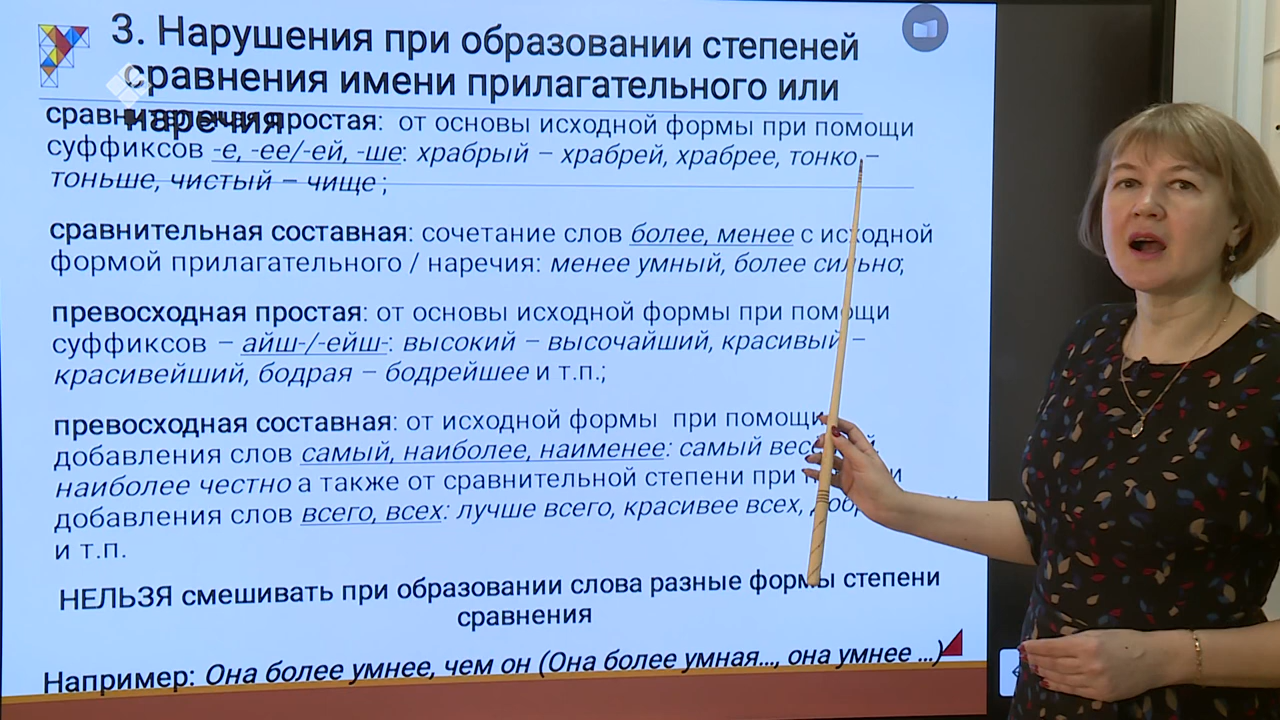 3. Нарушения при образовании степеней
сравнения имени прилагательного или
наречия
сравнительная простая: от основы исходной формы при помощи
суффиксов -е, -ее/-ей, -ше: храбрый – храбрей, храбрее, тонко –
тоньше, чистый – чище ;
сравнительная составная: сочетание слов более, менее с исходной
формой прилагательного / наречия: менее умный, более сильно;
превосходная простая: от основы исходной формы при помощи
суффиксов – айш-/-ейш-: высокий – высочайший, красивый –
красивейший, бодрая – бодрейшее и т.п.;
превосходная составная: от исходной формы при помощи
добавления слов самый, наиболее, наименее: самый
наиболее честно а также от сравнительной степени при
добавления слов всего, всех: лучше всего, красивее всех,
и т.п.
НЕЛЬЗЯ смешивать при образовании слова разные формы степени
сравнения
Например: Она более умнее, чем он (Она более умная..., она умнее ...)